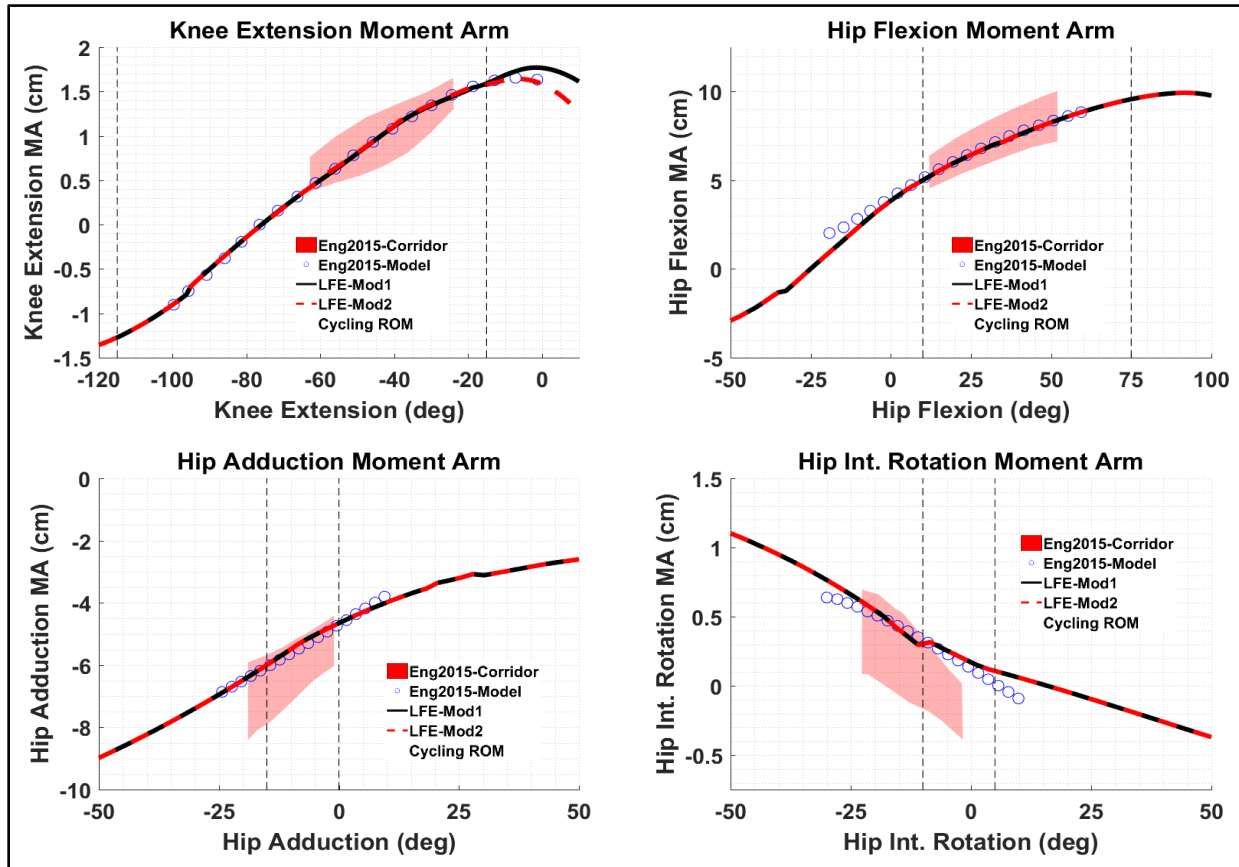 Knee Extension Moment Arm
Knee Extension MA (cm)
2
1.5
1
0.5
0
-0.5
-1
-1.5
Eng2015-Corridor
Eng2015-Model
LFE-Mod1
LFE-Mod2
Cycling ROM
-120 -100 -80 -60 -40 -20 0
Knee Extension (deg)
Hip Flexion Moment Arm
Hip Flexion MA (cm)
10
5
0
-5
Eng2015-Corridor
Eng2015-Model
LFE-Mod1
LFE-Mod2
Cycling ROM
-50 -25 0 25 50 75 100
Hip Flexion (deg)
Hip Adduction Moment Arm
Hip Adduction MA (cm)
0
-2
-4
-6
-8
-10
Eng2015-Corridor
Eng2015-Model
LFE-Mod1
LFE-Mod2
Cycling ROM
-50 -25 0 25 50
Hip Adduction (deg)
Hip Int. Rotation Moment Arm
Hip Int. Rotation MA (cm)
1.5
1
0.5
0
-0.5
Eng2015-Corridor
Eng2015-Model
LFE-Mod1
LFE-Mod2
Cycling ROM
-50 -25 0 25 50
Hip Int. Rotation (deg)